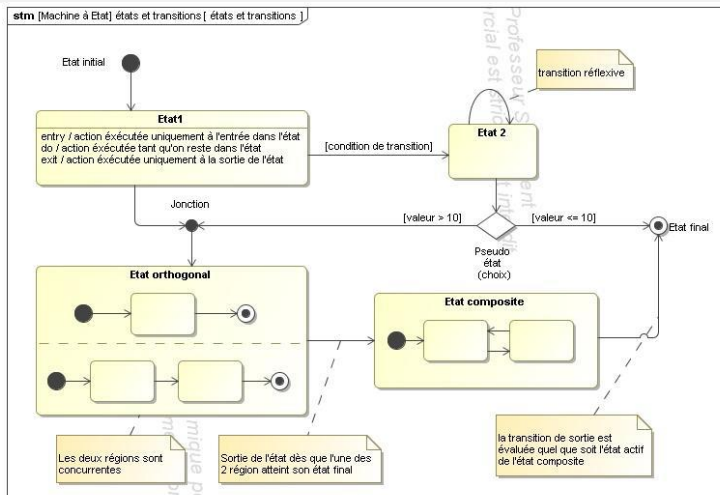 stm [Machine à Etat] états et transitions [ états et transitions ]
Etat initial
transition réflexive
Etat1
entry / action éxécutée uniquement à l'entrée dans l'état
do / action éxécutée tant qu'on reste dans l'état
exit / action éxécutée uniquement à la sortie de l'état
[condition de transition]
Etat 2
Jonction
[valeur > 10]
[valeur <= 10]
Etat final
Pseudo
état
(choix)
Etat orthogonal
Etat composite
Les deux régions sont
concurrentes
Sortie de l'état dès que l'une des
2 région atteint son état final
la transition de sortie est
évaluée quel que soit l'état actif
de l'état composite
Professeur
rcial est